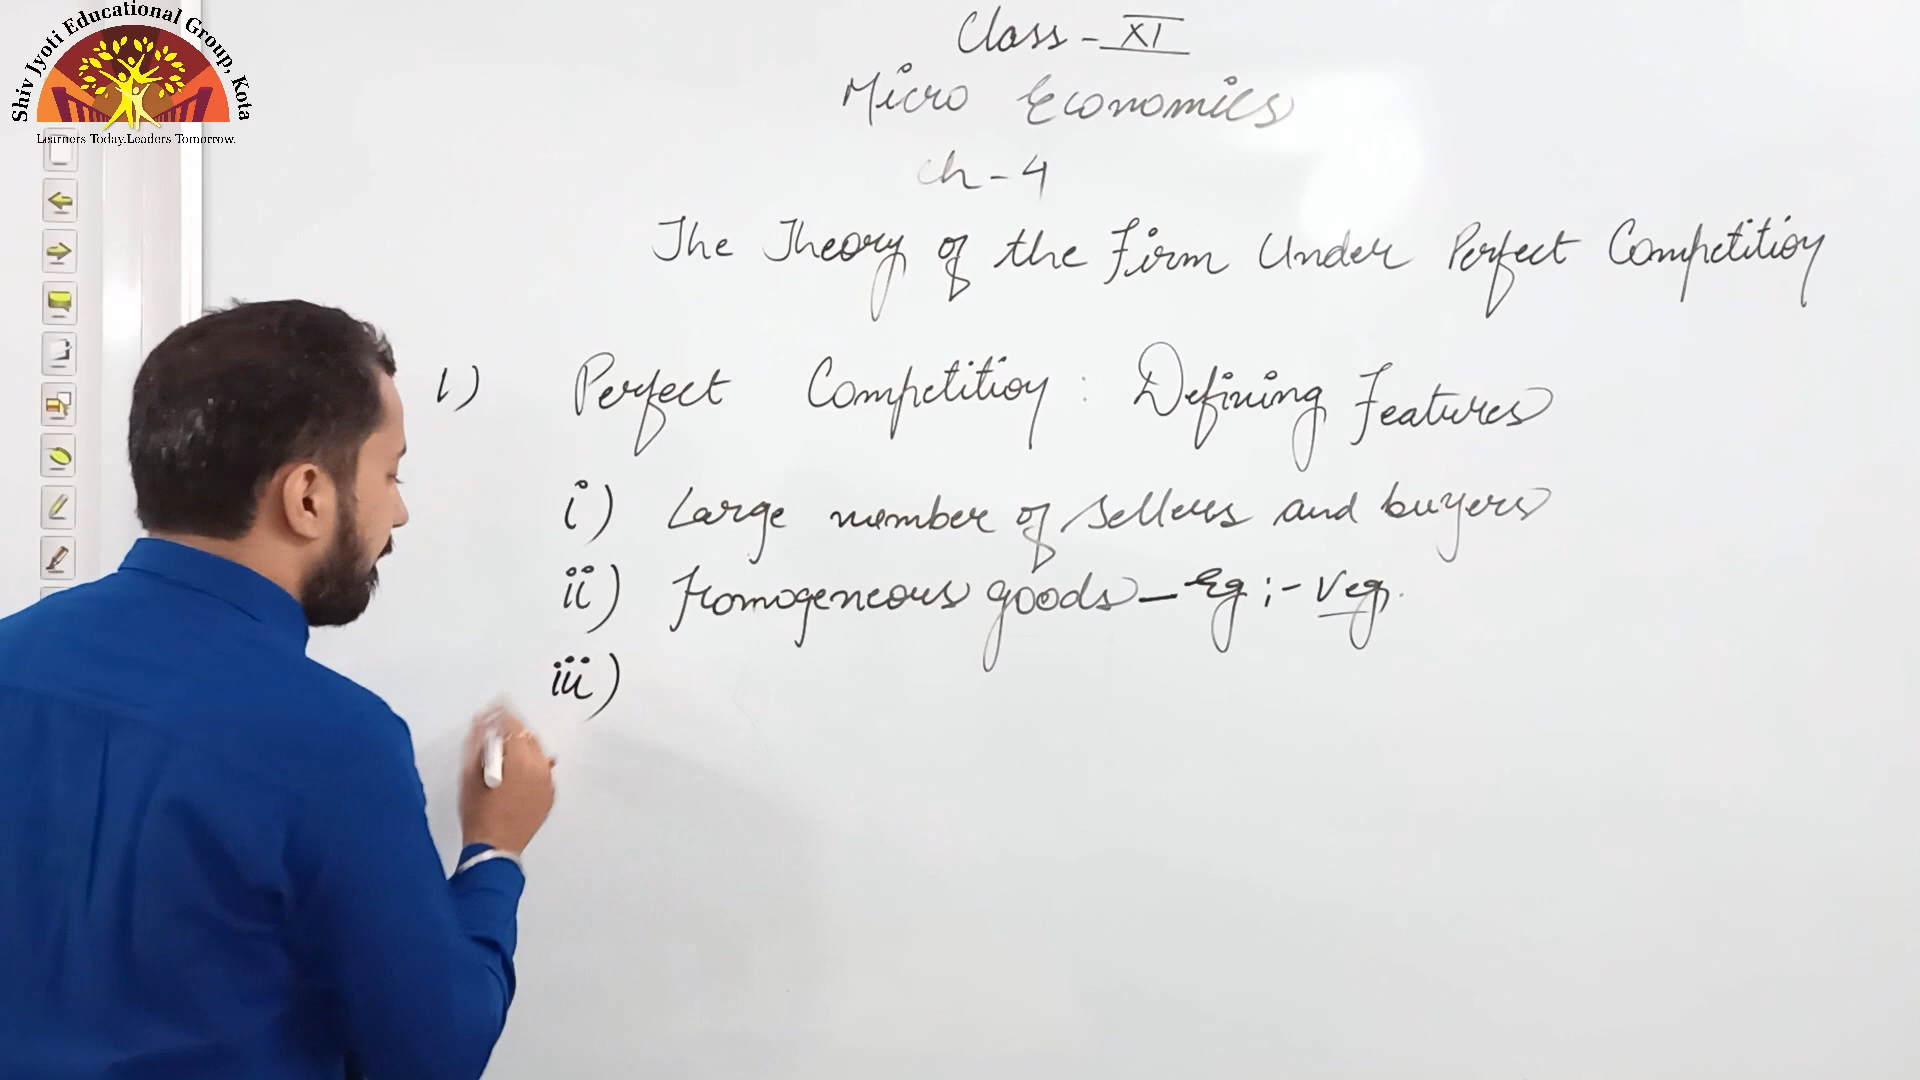 Shiv Jyoti Educational Group, Kota
Learners Today.Leaders Tomorrow.
Class - XI
Micro Economics
Ch - 4
The Theory of the Firm Under Perfect Competition
1) Perfect Competition : Defining Features
i) Large number of sellers and buyers
ii) Homogeneous goods - Eg :- Veg.
iii)